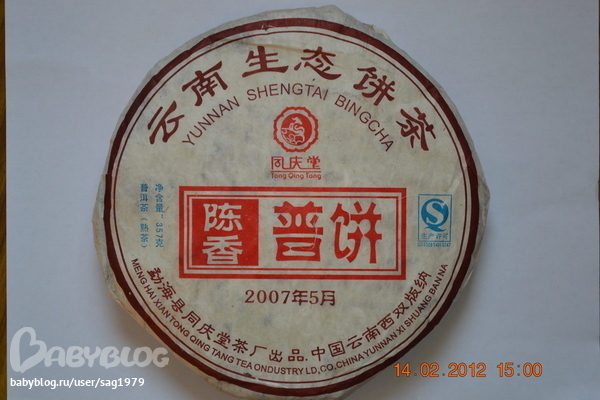 云南生态饼茶
YUNNAN SHENGTAI BINGCHA
同庆堂
Tong Qing Tang
陈香
普饼
净含量:357克
普洱茶(熟茶)
生产许可
2007年5月
勐海县同庆堂茶厂出品.中国云南西双版纳
MENG HAI XIAN TONG QING TANG TEA ONDUSTRY LD,CO,CHINA YUNNAN XI SHUANG BAN NA
BABYBLOG
babyblog.ru/user/sag1979
14.02.2012 15:00